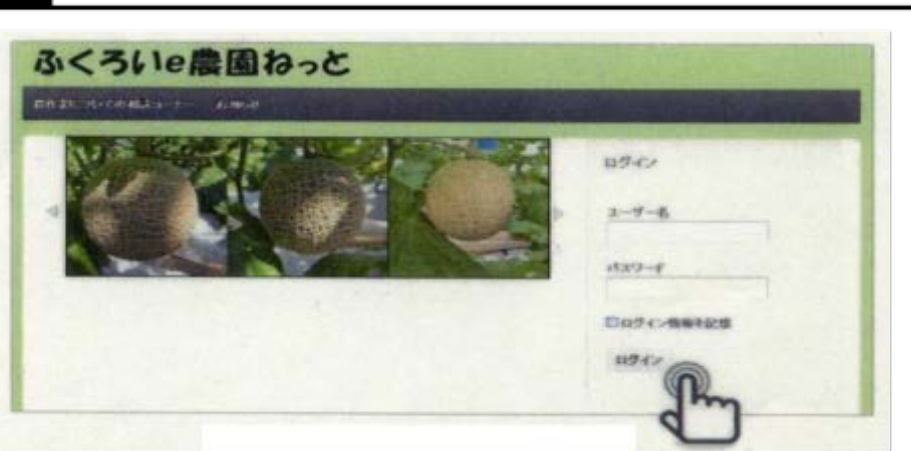 ふくろいe農園ねっと
ログイン
ユーザー名
パスワード
ログイン情報を記憶
ログイン